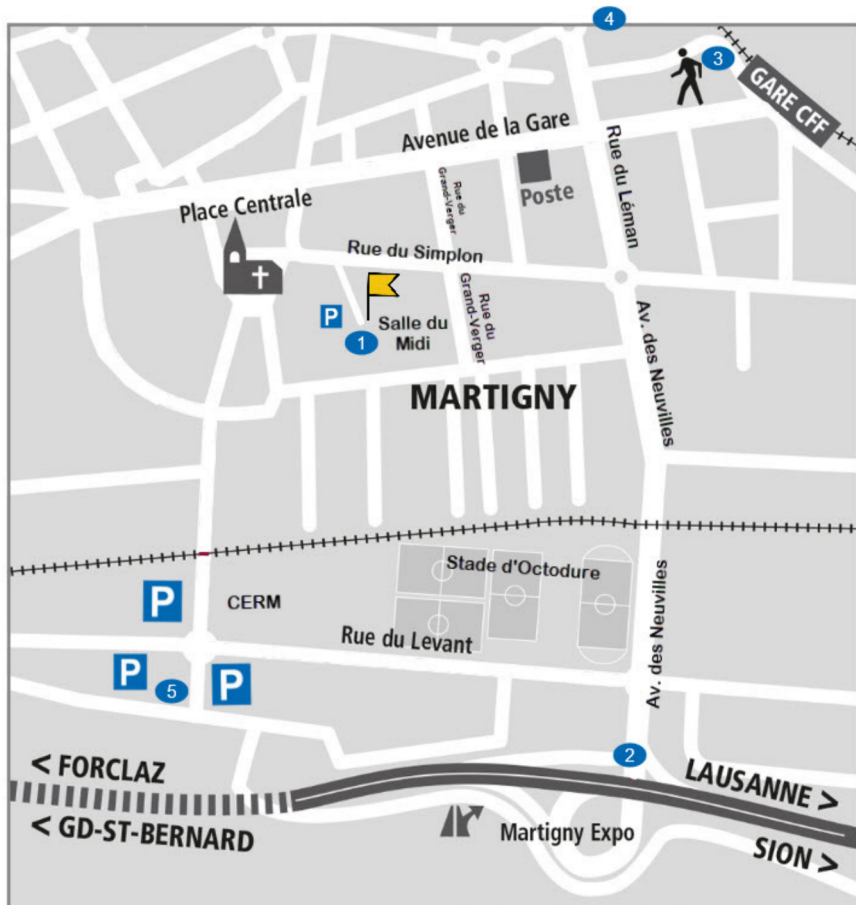 4
3
GARE CFF
Avenue de la Gare
Rue du Léman
Poste
Rue du
Grand-Verger
Place Centrale
Rue du Simplon
Rue du
Grand-Verger
P
Salle du
Midi
1
Av. des Neuvilles
MARTIGNY
Stade d'Octodure
Av. des Neuvilles
P
CERM
Rue du Levant
P
5
P
2
< FORCLAZ
LAUSANNE >
< GD-ST-BERNARD
Martigny Expo
SION >